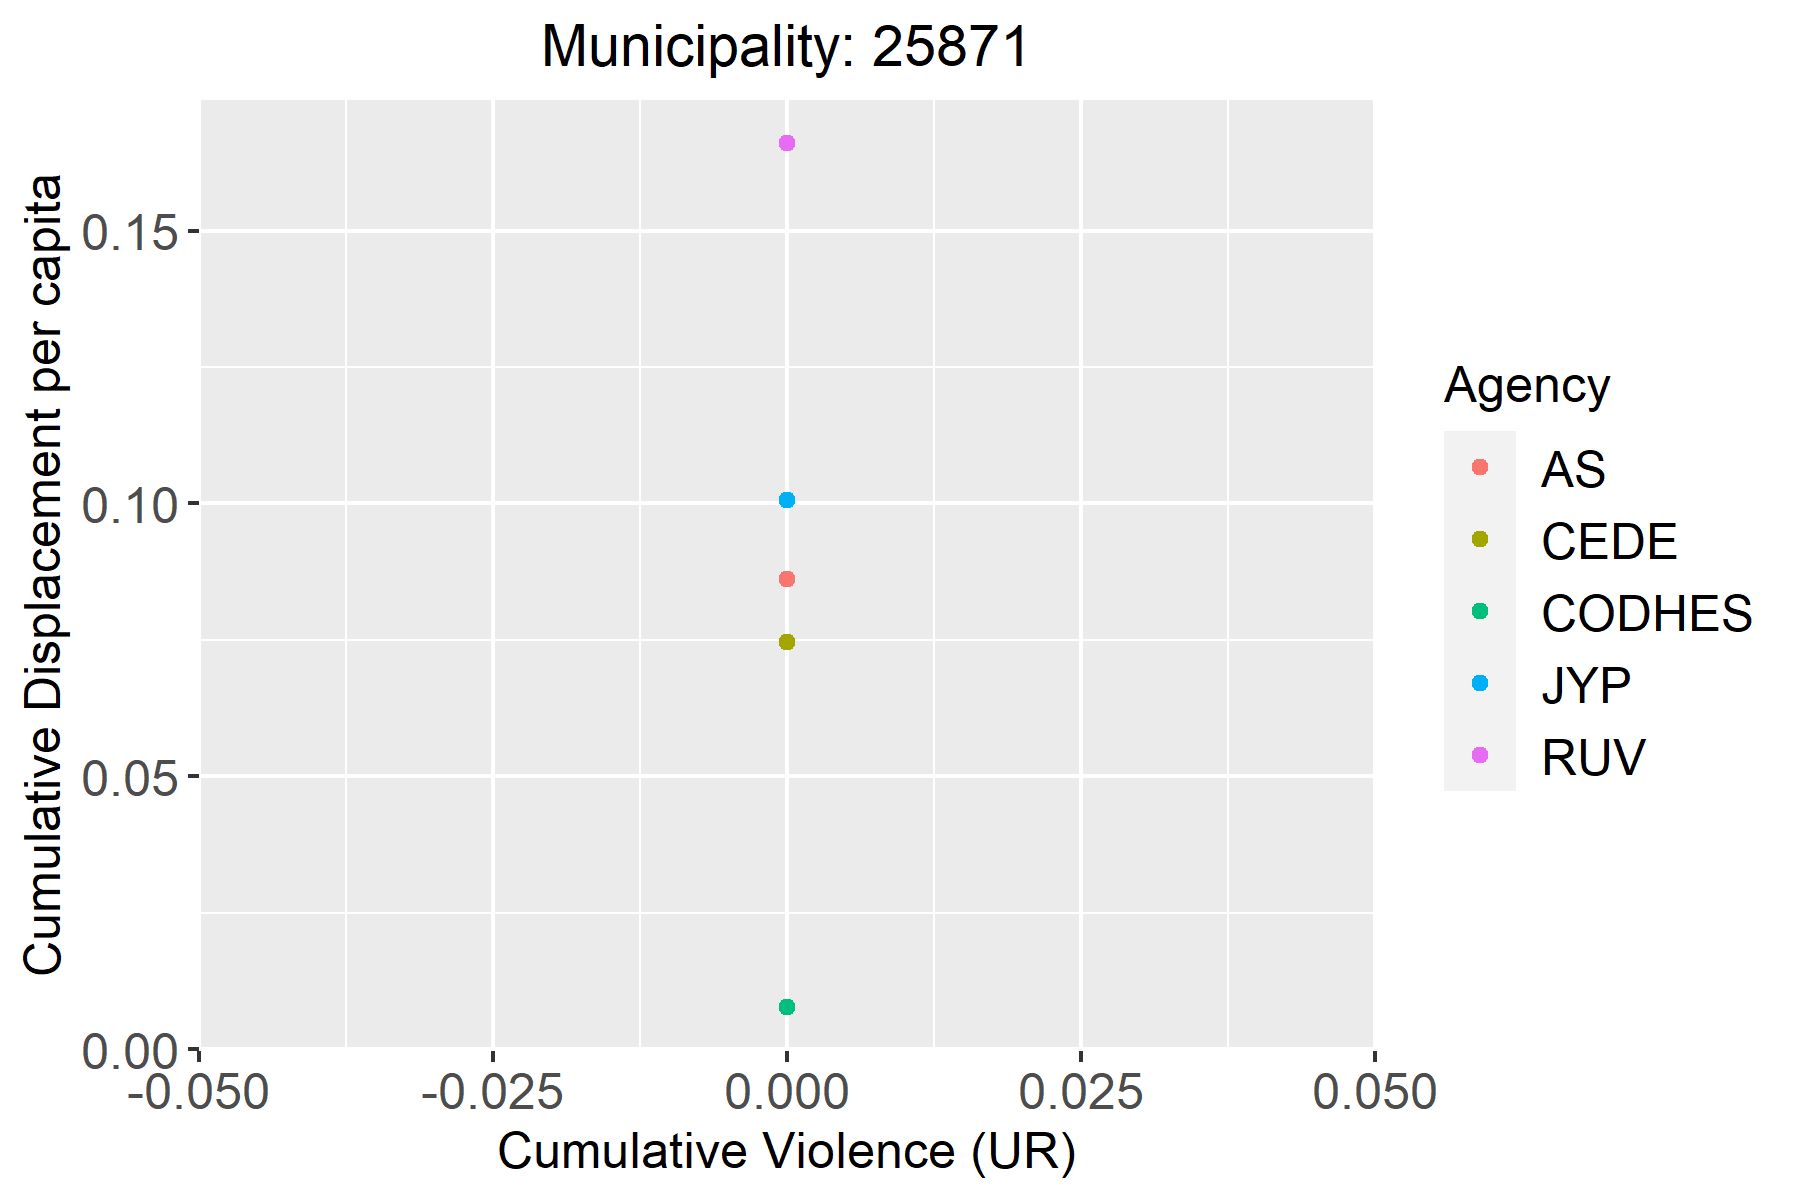 Municipality: 25871
Cumulative Displacement per capita
0.15
0.10
0.05
0.00
-0.050
-0.025
0.000
0.025
0.050
Cumulative Violence (UR)
Agency
AS
CEDE
CODHES
JYP
RUV